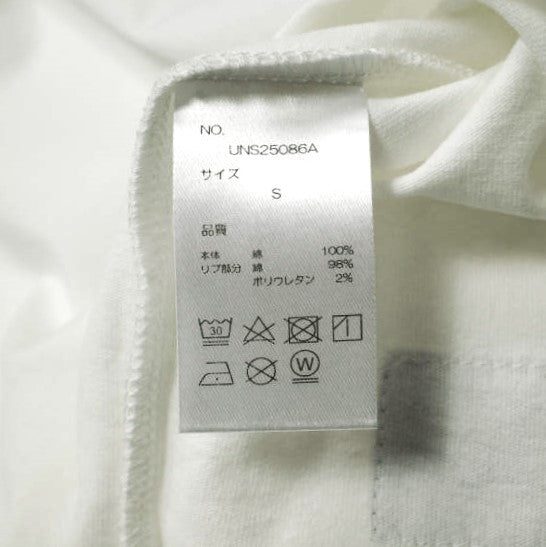 NO.
UNS25086A
サイズ
S
品質
本体 綿 100%
リブ部分 綿 98%
ポリウレタン 2%
30
W